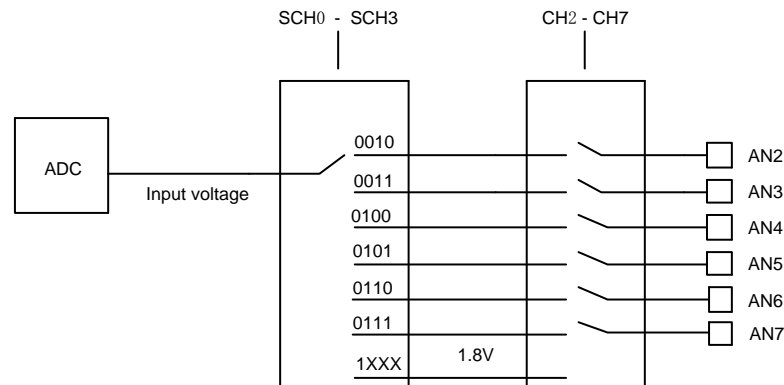 SCH0 - SCH3
CH2 - CH7
ADC
Input voltage
0010
AN2
0011
AN3
0100
AN4
0101
AN5
0110
AN6
0111
AN7
1XXX
1.8V